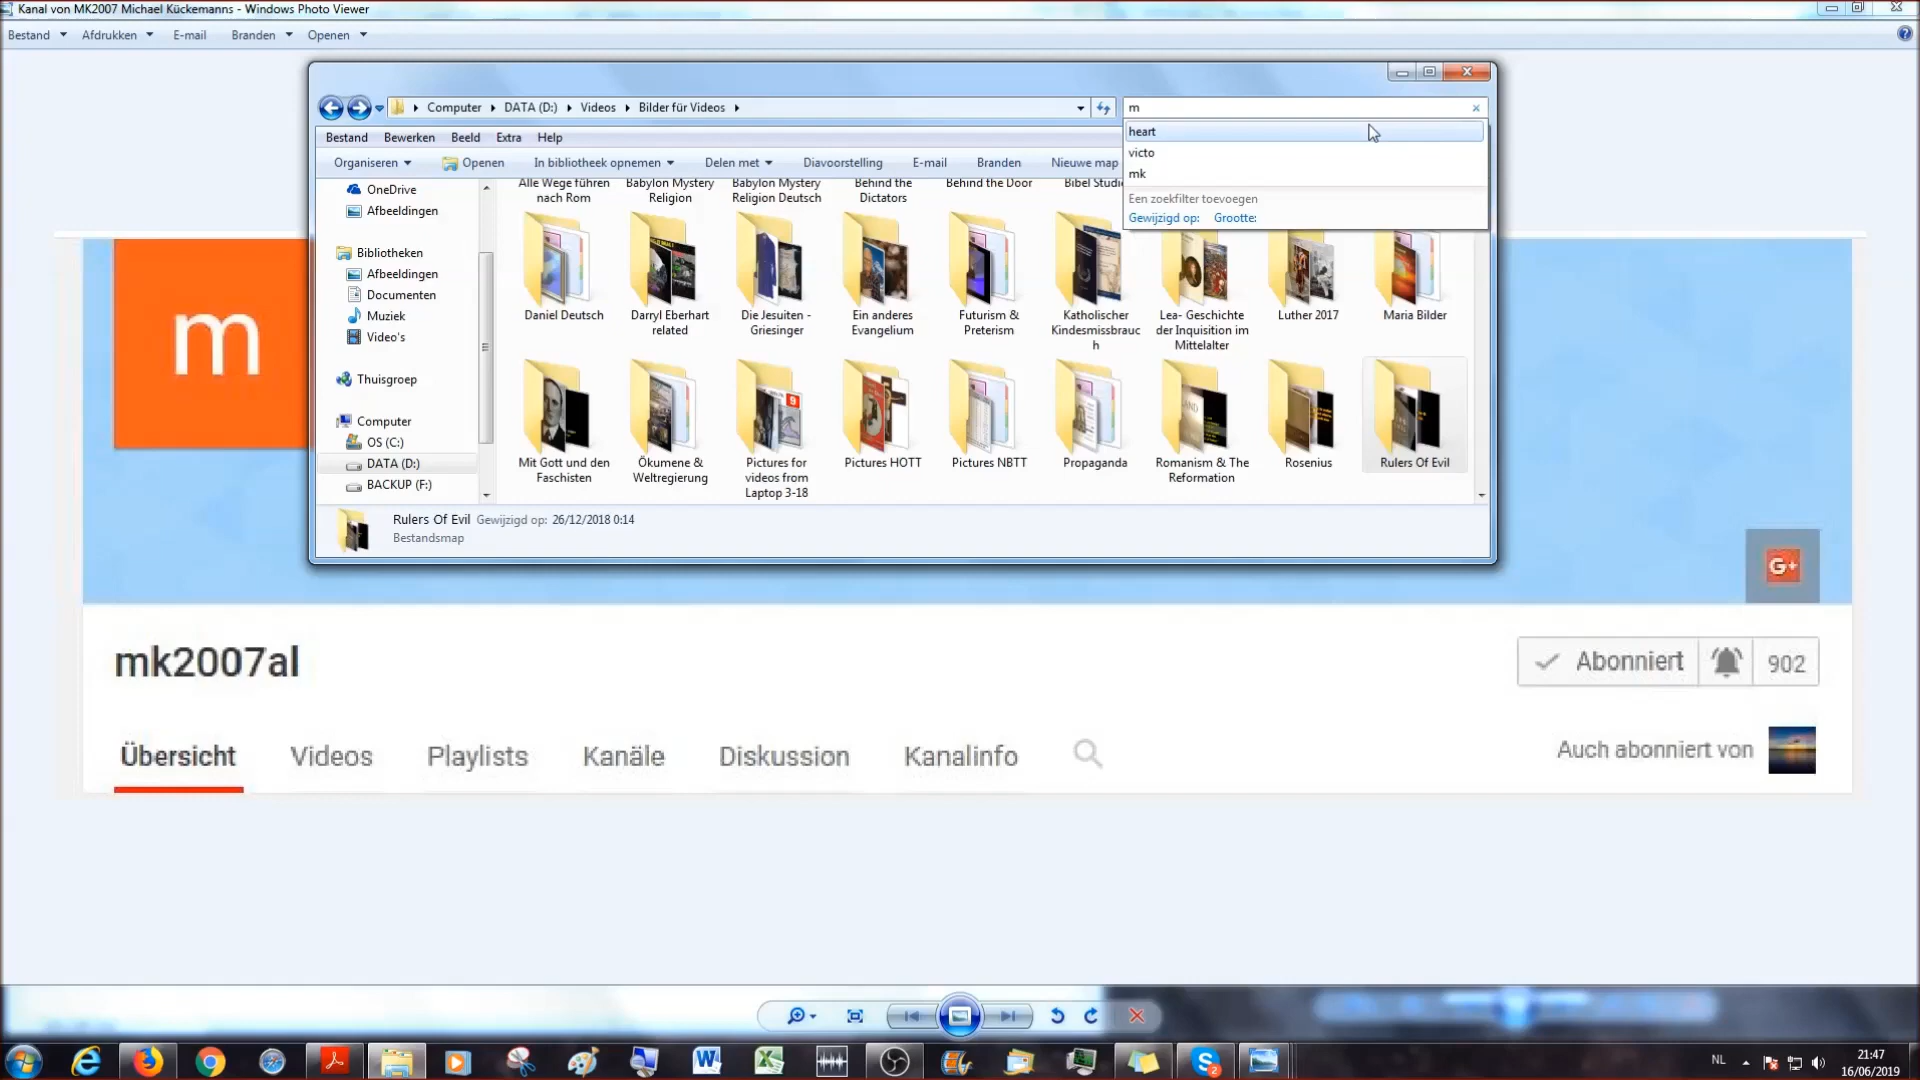 Kanal von MK2007 Michael Kückemanns - Windows Photo Viewer
Bestand Afdrukken E-mail Branden Openen
Computer DATA (D:) Videos Bilder für Videos
m
Bestand Bewerken Beeld Extra Help
heart
victo
mk
Een zoekfilter toevoegen
Gewijzigd op: Grootte:
Organiseren Openen In bibliotheek opnemen Delen met Diavoorstelling E-mail Branden Nieuwe map
OneDrive
Afbeeldingen
Bibliotheken
Afbeeldingen
Documenten
Muziek
Video's
Thuisgroep
Computer
OS (C:)
DATA (D:)
BACKUP (F:)
Alle Wege führen nach Rom
Babylon Mystery Religion
Babylon Mystery Religion Deutsch
Behind the Dictators
Behind the Door
Bibel Studi
Daniel Deutsch
Darryl Eberhart related
Die Jesuiten - Griesinger
Ein anderes Evangelium
Futurism & Preterism
Katholischer Kindesmissbrauc h
Lea- Geschichte der Inquisition im Mittelalter
Luther 2017
Maria Bilder
Mit Gott und den Faschisten
Ökumene & Weltregierung
Pictures for videos from Laptop 3-18
Pictures HOTT
Pictures NBTT
Propaganda
Romanism & The Reformation
Rosenius
Rulers Of Evil
Rulers Of Evil Gewijzigd op: 26/12/2018 0:14
Bestandsmap
m
G+
mk2007al
Abonniert 902
Übersicht Videos Playlists Kanäle Diskussion Kanalinfo
Auch abonniert von
NL
21:47
16/06/2019